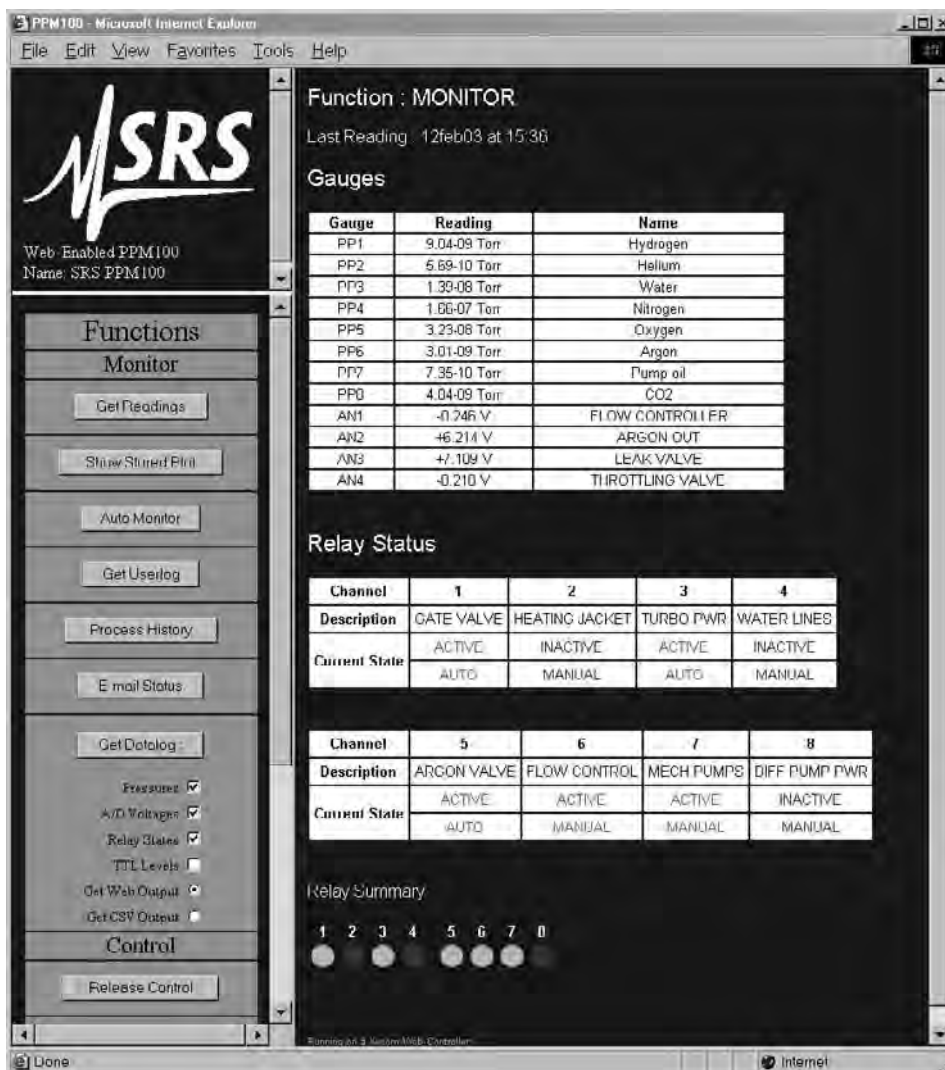 PPM100 - Microsoft Internet Explorer
File Edit View Favorites Tools Help
SRS
Web-Enabled PPM100
Name: SRS PPM100
Functions
Monitor
Get Readings
Show Stored Plot
Auto Monitor
Get Userlog
Process History
E-mail Status
Get Datalog :
Pressures
A/D Voltages
Relay States
TTL Levels
Get Web Output
Get CSV Output
Control
Release Control
Function : MONITOR
Last Reading : 12feb03 at 15:36
Gauges
Gauge Reading Name
PP1 9.04-09 Torr Hydrogen
PP2 5.69-10 Torr Helium
PP3 1.39-08 Torr Water
PP4 1.66-07 Torr Nitrogen
PP5 3.23-08 Torr Oxygen
PP6 3.01-09 Torr Argon
PP7 7.35-10 Torr Pump oil
PP8 4.04-09 Torr CO2
AN1 -0.246 V FLOW CONTROLLER
AN2 +6.214 V ARGON OUT
AN3 +7.109 V LEAK VALVE
AN4 -0.210 V THROTTLING VALVE
Relay Status
Channel 1 2 3 4
Description GATE VALVE HEATING JACKET TURBO PWR WATER LINES
Current State ACTIVE INACTIVE ACTIVE INACTIVE
AUTO MANUAL AUTO MANUAL
Channel 5 6 7 8
Description ARGON VALVE FLOW CONTROL MECH PUMPS DIFF PUMP PWR
Current State ACTIVE ACTIVE ACTIVE INACTIVE
AUTO MANUAL MANUAL MANUAL
Relay Summary
1 2 3 4 5 6 7 8
Running on a Web-Controller
Done
Internet